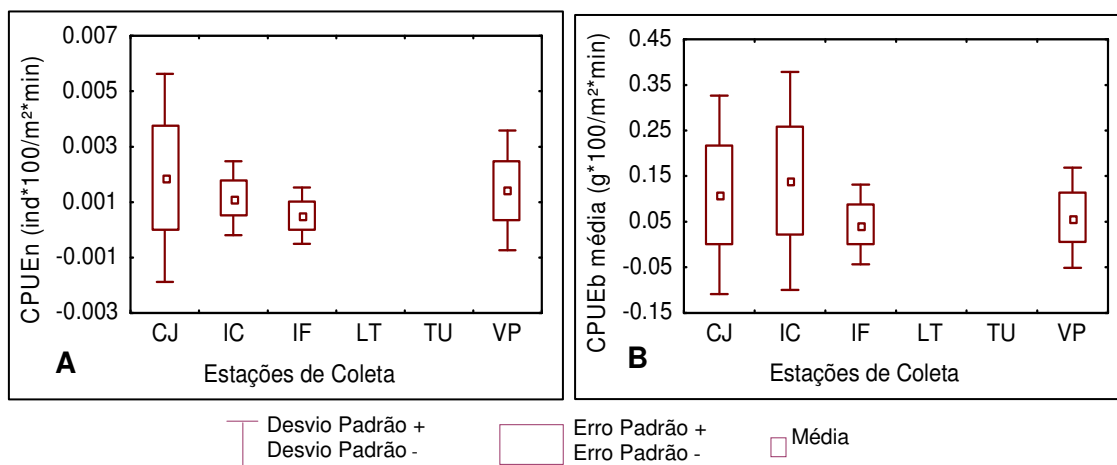 0.007
0.005
0.003
0.001
-0.001
-0.003
CPUEn (ind*100/m²*min)
CJ IC IF LT TU VP
A
Estações de Coleta
0.45
0.35
0.25
0.15
0.05
-0.05
-0.15
CPUEb média (g*100/m²*min)
CJ IC IF LT TU VP
B
Estações de Coleta
Desvio Padrão +
Desvio Padrão -
Erro Padrão +
Erro Padrão -
Média